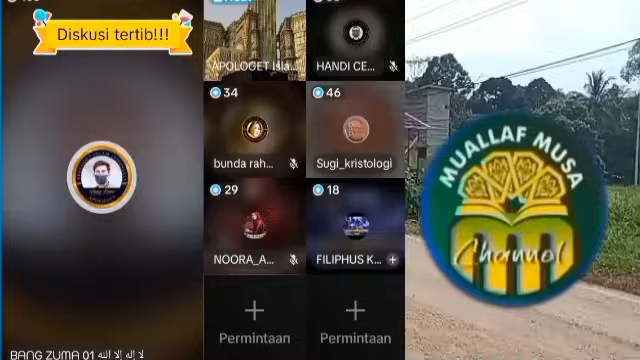 Diskusi tertib!!!
APOLOGET Isla...
HANDI CE...
34
bunda rah...
46
Sugi_kristologi
29
NOORA_A...
18
FILIPHUS K...
Permintaan
Permintaan
BANG ZUMA 01 لا إله إلا الله
MUALLAF MUSA
Channel